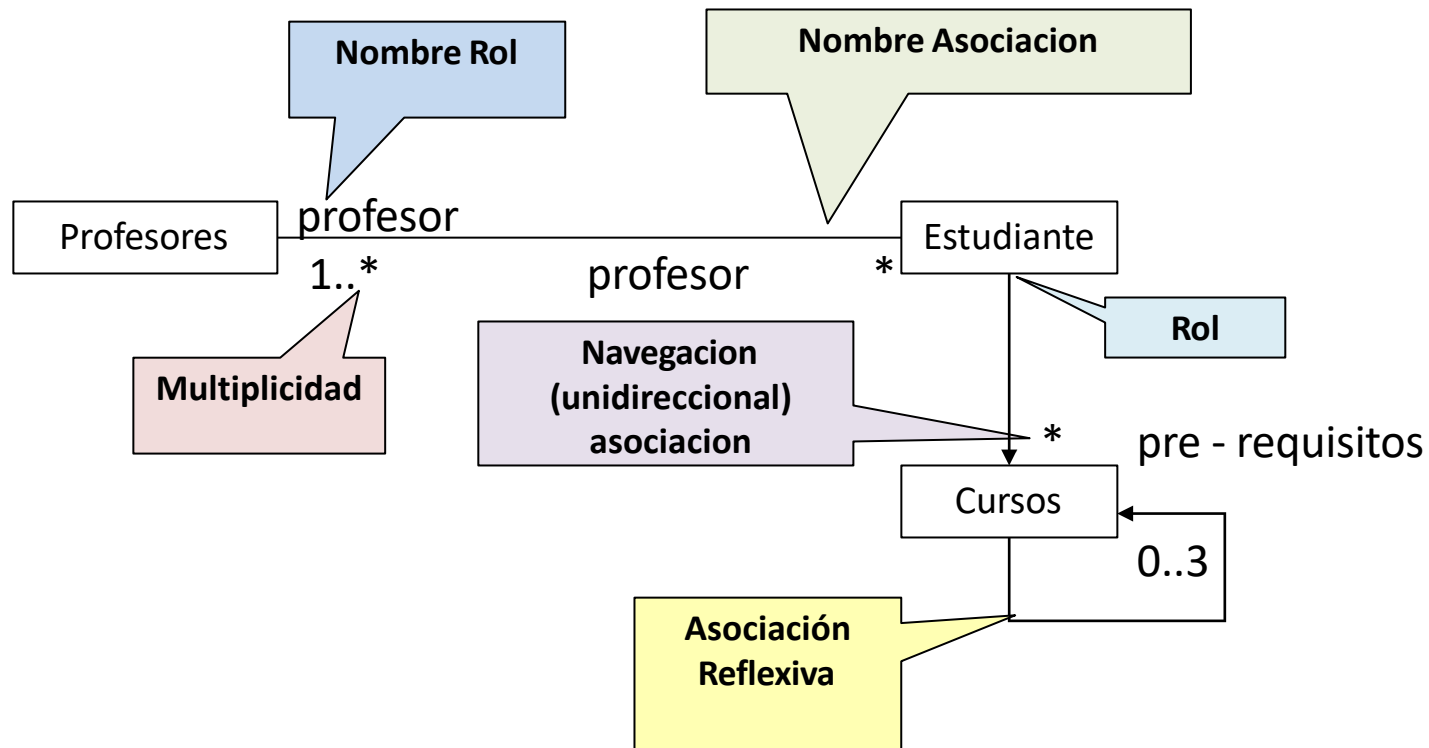 Nombre Rol
Nombre Asociacion
Profesores
profesor
Estudiante
1..*
profesor
*
Rol
Navegacion
(unidireccional)
asociacion
Multiplicidad
*
pre - requisitos
Cursos
0..3
Asociación
Reflexiva